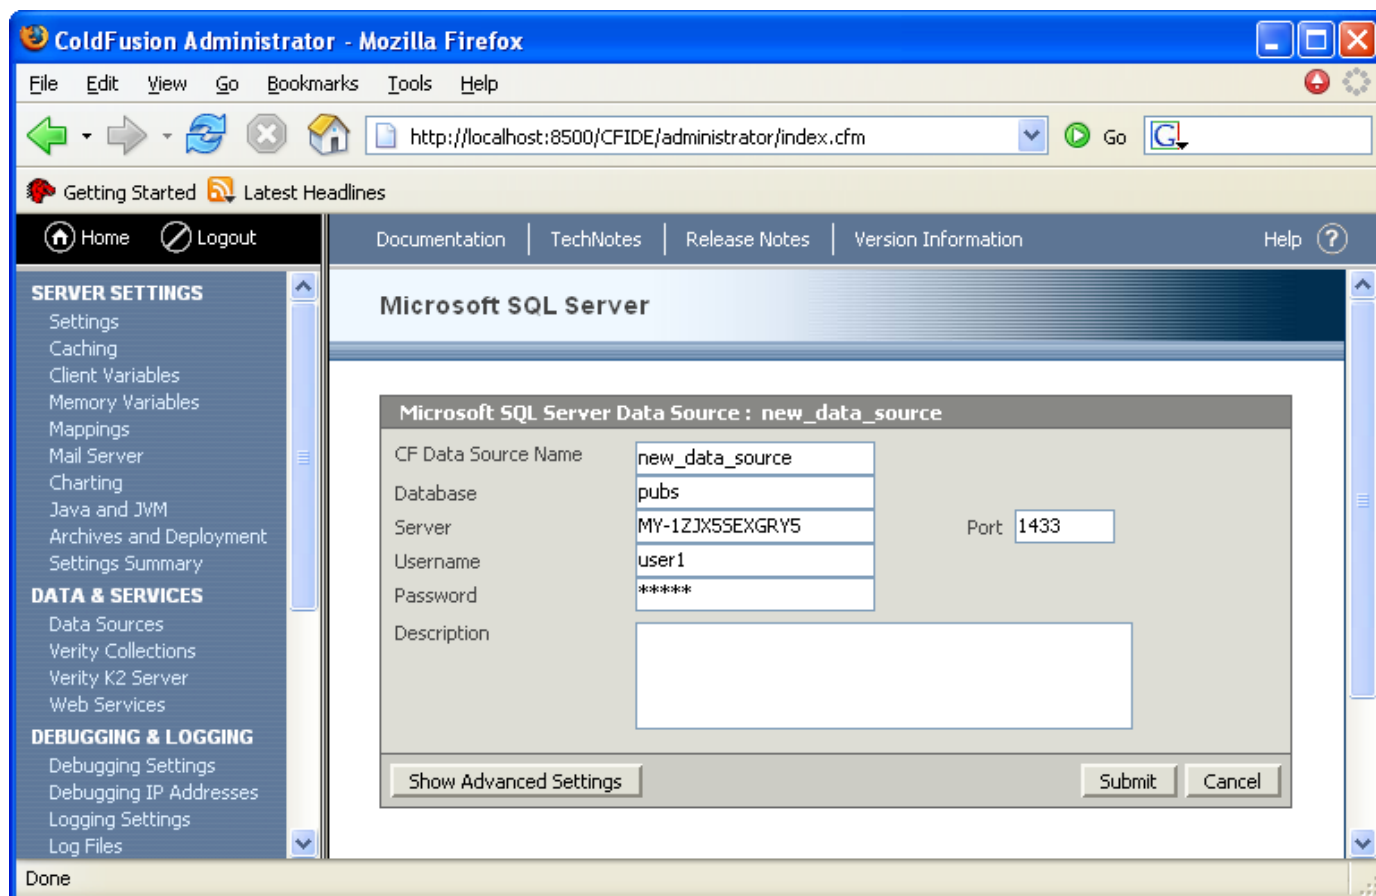 ColdFusion Administrator - Mozilla Firefox
File Edit View Go Bookmarks Tools Help
http://localhost:8500/CFIDE/administrator/index.cfm Go G
Getting Started Latest Headlines
Home Logout
Documentation TechNotes Release Notes Version Information Help ?
SERVER SETTINGS
Settings
Caching
Client Variables
Memory Variables
Mappings
Mail Server
Charting
Java and JVM
Archives and Deployment
Settings Summary
DATA & SERVICES
Data Sources
Verity Collections
Verity K2 Server
Web Services
DEBUGGING & LOGGING
Debugging Settings
Debugging IP Addresses
Logging Settings
Log Files
Microsoft SQL Server
Microsoft SQL Server Data Source : new_data_source
CF Data Source Name new_data_source
Database pubs
Server MY-1ZJX5SEXGRY5 Port 1433
Username user1
Password *****
Description
Show Advanced Settings Submit Cancel
Done